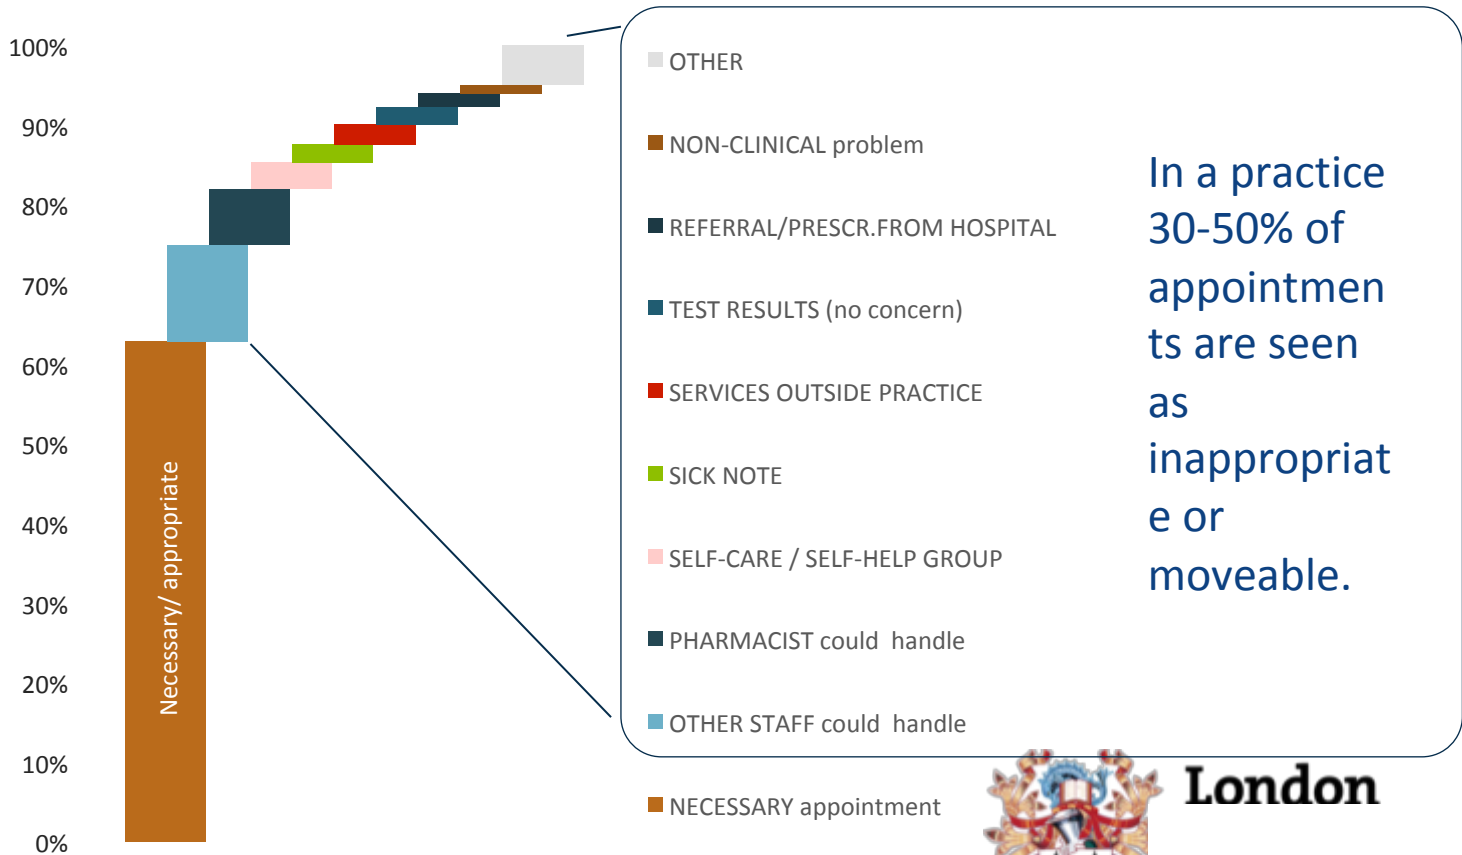 100%
90%
80%
70%
60%
50%
40%
30%
20%
10%
0%
Necessary/ appropriate
OTHER
NON-CLINICAL problem
REFERRAL/PRESCR.FROM HOSPITAL
TEST RESULTS (no concern)
SERVICES OUTSIDE PRACTICE
SICK NOTE
SELF-CARE / SELF-HELP GROUP
PHARMACIST could  handle
OTHER STAFF could  handle
NECESSARY appointment
In a practice
30-50% of
appointmen
ts are seen
as
inappropriat
e or
moveable.
London